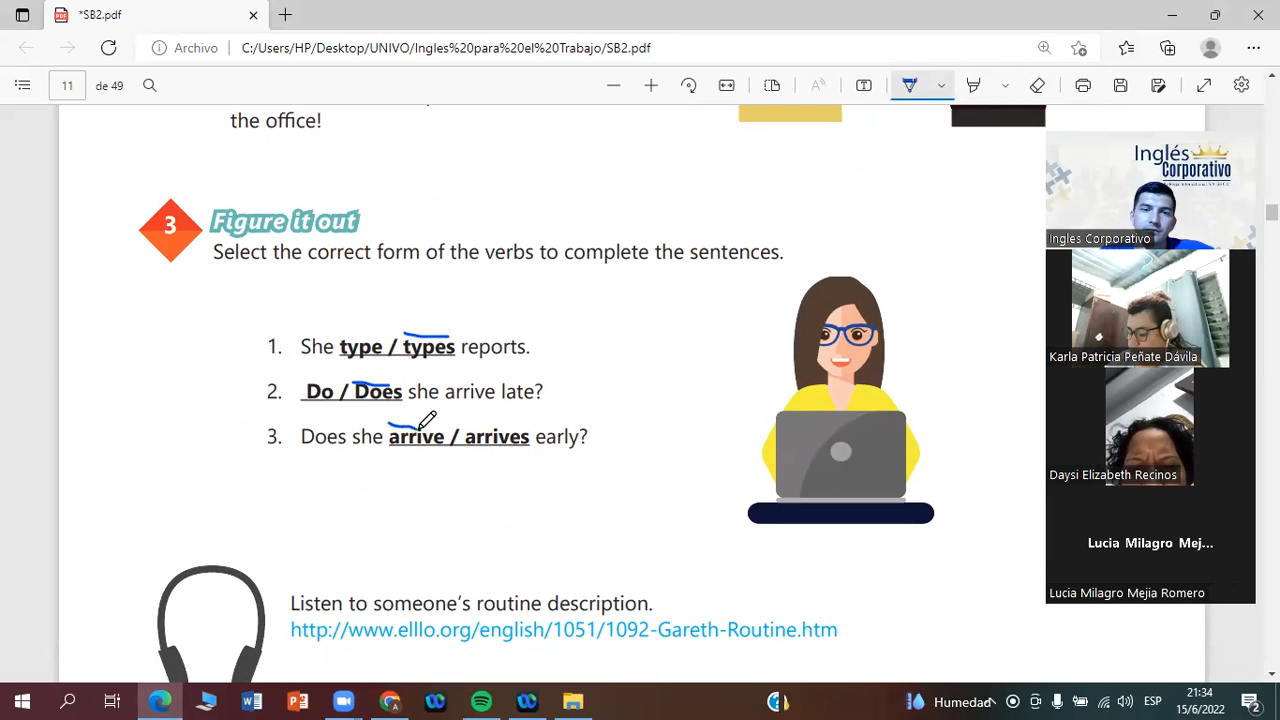 *SB2.pdf
Archivo
C:/Users/HP/Desktop/UNIVO/Ingles%20para%20el%20Trabajo/SB2.pdf
11
de 49
the office!
3
Figure it out
Select the correct form of the verbs to complete the sentences.
1. She type / types reports.
2. Do / Does she arrive late?
3. Does she arrive / arrives early?
Listen to someone's routine description.
http://www.elllo.org/english/1051/1092-Gareth-Routine.htm
Inglés
Corporativo
Ingles Corporativo
Karla Patricia Peñate Dávila
Daysi Elizabeth Recinos
Lucia Milagro Mej...
Lucia Milagro Mejia Romero
Humedad
ESP
21:34
15/6/2022
2